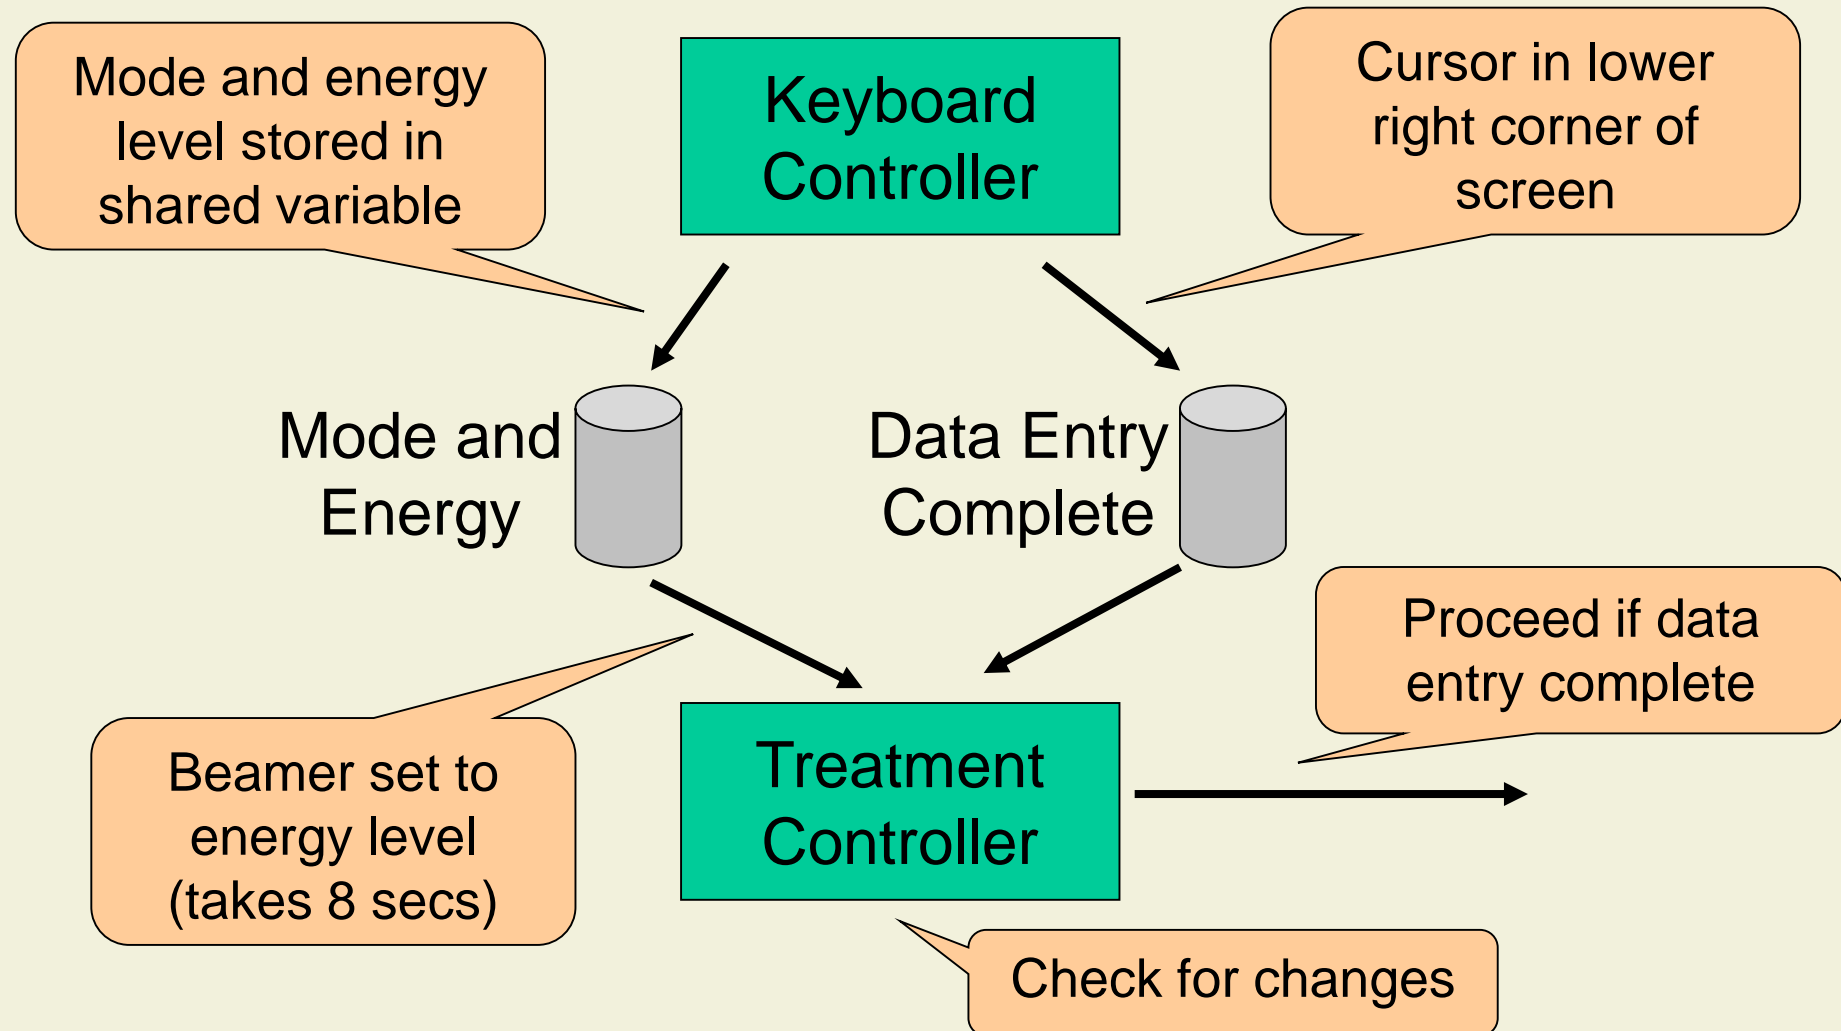 Mode and energy
level stored in
shared variable
Keyboard
Controller
Cursor in lower
right corner of
screen
Mode and
Energy
Data Entry
Complete
Proceed if data
entry complete
Beamer set to
energy level
(takes 8 secs)
Treatment
Controller
Check for changes